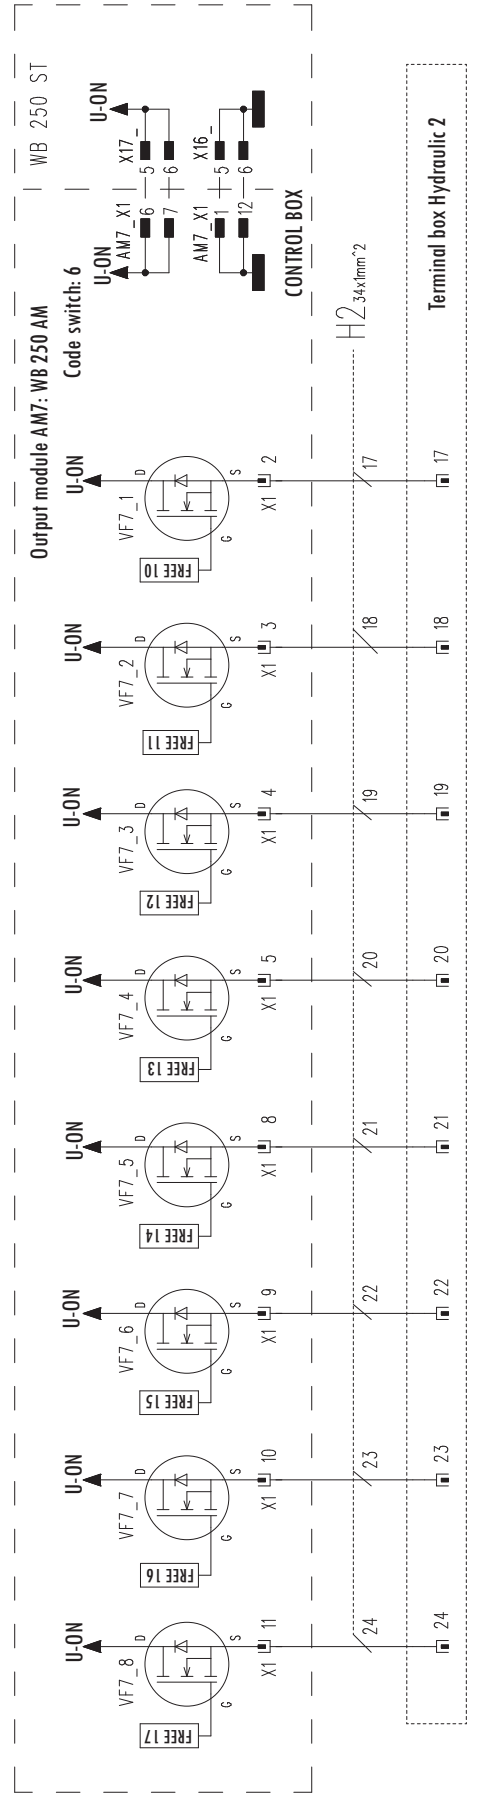 WB 250 ST
U-ON
X17
5
6
X16
5
6
U-ON
AM7_X1
6
7
AM7_X1
1
12
CONTROL BOX
Output module AM7: WB 250 AM
Code switch: 6
H2 34x1mm^2
Terminal box Hydraulic 2
U-ON
VF7_1
D
S
G
FREE 10
X1
2
17
17
U-ON
VF7_2
D
S
G
FREE 11
X1
3
18
18
U-ON
VF7_3
D
S
G
FREE 12
X1
4
19
19
U-ON
VF7_4
D
S
G
FREE 13
X1
5
20
20
U-ON
VF7_5
D
S
G
FREE 14
X1
8
21
21
U-ON
VF7_6
D
S
G
FREE 15
X1
9
22
22
U-ON
VF7_7
D
S
G
FREE 16
X1
10
23
23
U-ON
VF7_8
D
S
G
FREE 17
X1
11
24
24